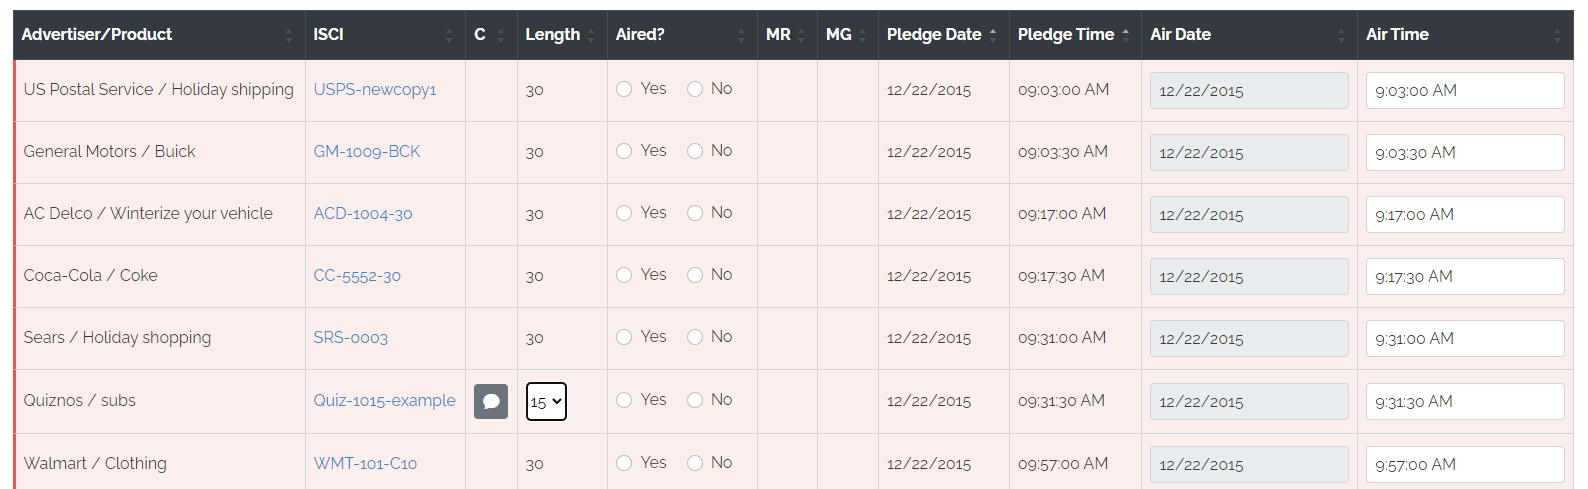 Advertiser/Product ISCI C Length Aired? MR MG Pledge Date Pledge Time Air Date Air Time
US Postal Service / Holiday shipping USPS-newcopy1 30 Yes No 12/22/2015 09:03:00 AM 12/22/2015 9:03:00 AM
General Motors / Buick GM-1009-BCK 30 Yes No 12/22/2015 09:03:30 AM 12/22/2015 9:03:30 AM
AC Delco / Winterize your vehicle ACD-1004-30 30 Yes No 12/22/2015 09:17:00 AM 12/22/2015 9:17:00 AM
Coca-Cola / Coke CC-5552-30 30 Yes No 12/22/2015 09:17:30 AM 12/22/2015 9:17:30 AM
Sears / Holiday shopping SRS-0003 30 Yes No 12/22/2015 09:31:00 AM 12/22/2015 9:31:00 AM
Quiznos / subs Quiz-1015-example 15 Yes No 12/22/2015 09:31:30 AM 12/22/2015 9:31:30 AM
Walmart / Clothing WMT-101-C10 30 Yes No 12/22/2015 09:57:00 AM 12/22/2015 9:57:00 AM